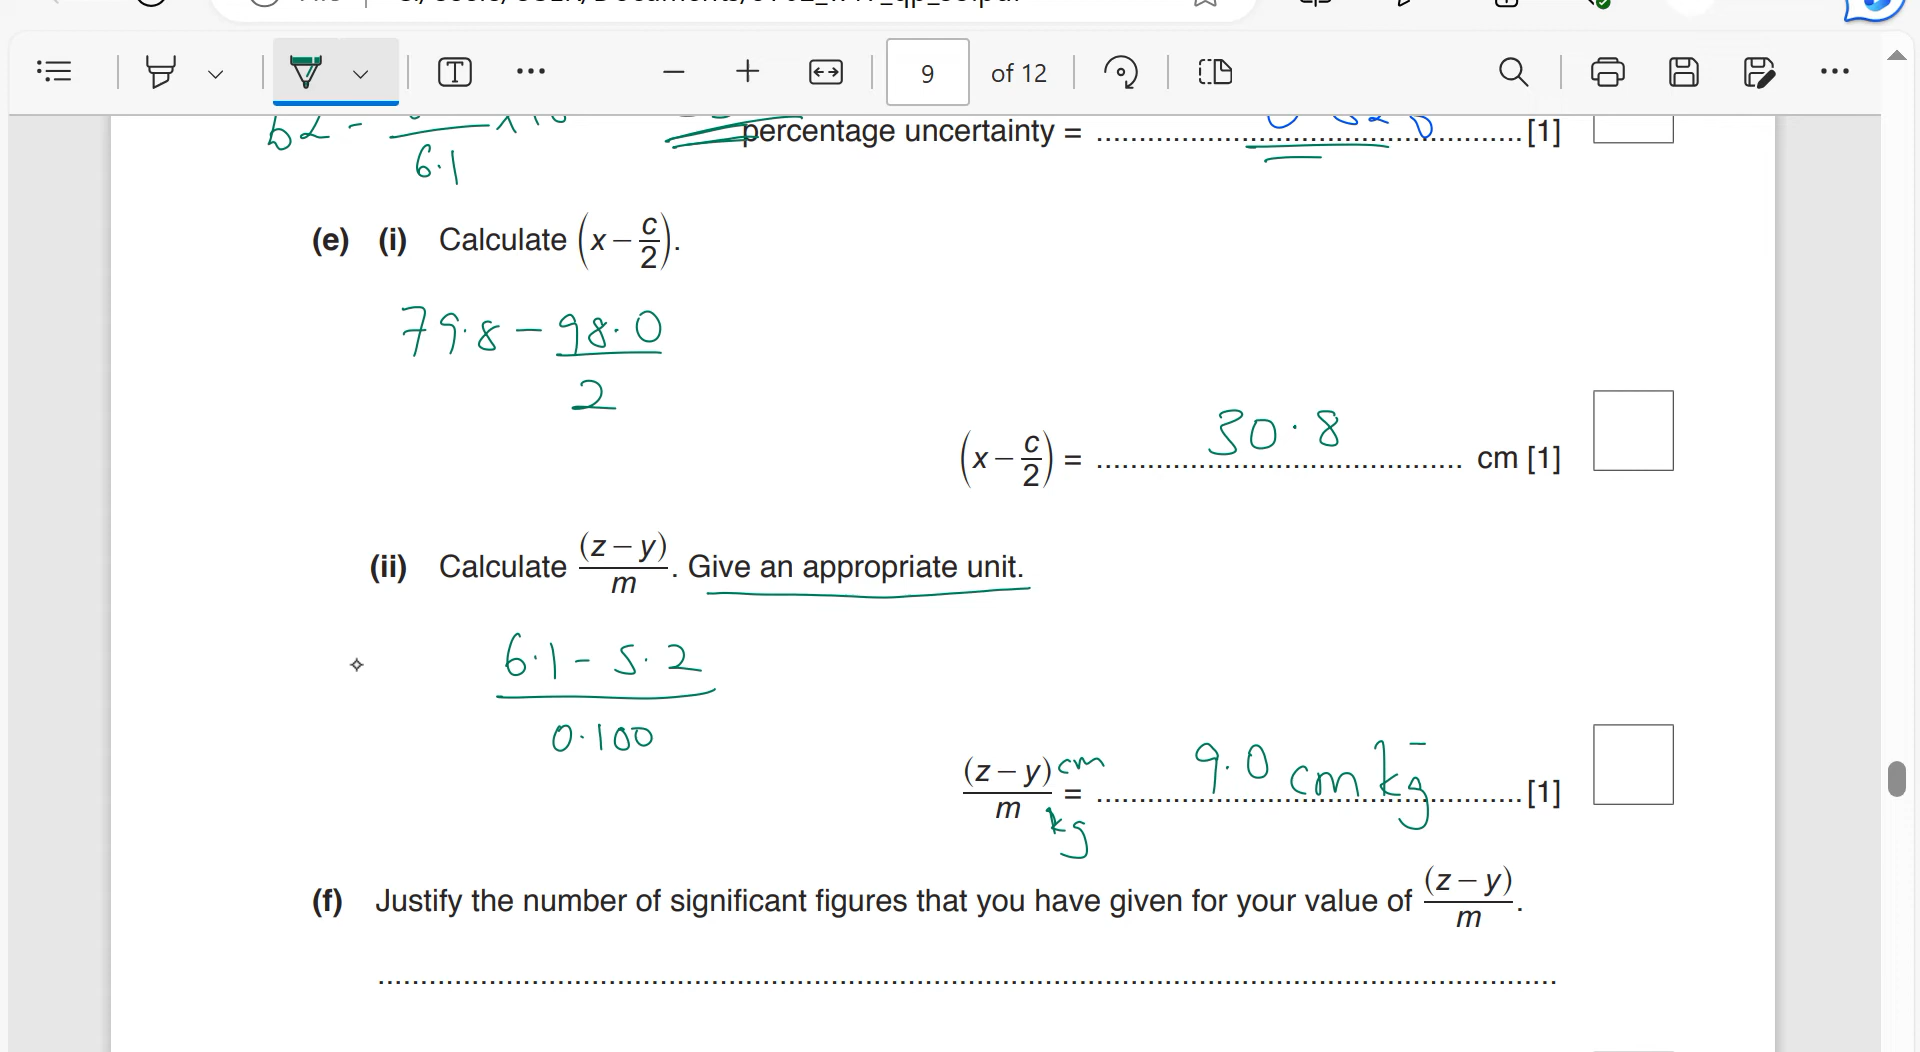 9 of 12
percentage uncertainty = [1]
6.1
(e) (i) Calculate (x − c/2).
79.8 − 98.0
2
(x − c/2) = 30.8 cm [1]
(ii) Calculate (z − y)/m. Give an appropriate unit.
6.1 - 5.2
0.100
(z − y)/m cm/kg = 9.0 cm kg⁻ [1]
(f) Justify the number of significant figures that you have given for your value of (z − y)/m.